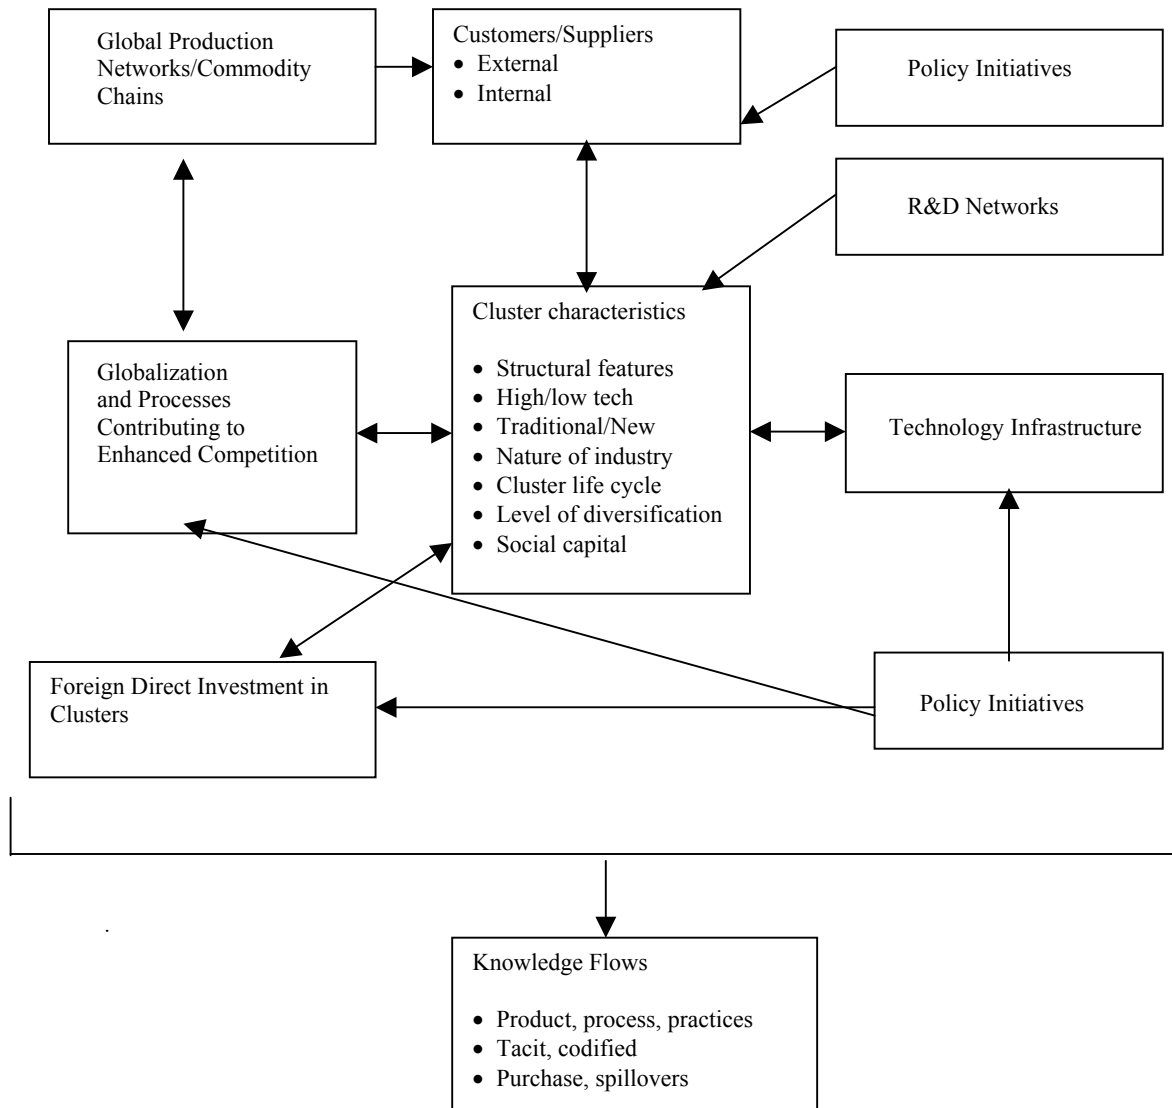 Global Production
Networks/Commodity
Chains
Customers/Suppliers
• External
• Internal
Policy Initiatives
R&D Networks
Cluster characteristics
• Structural features
• High/low tech
• Traditional/New
• Nature of industry
• Cluster life cycle
• Level of diversification
• Social capital
Globalization
and Processes
Contributing to
Enhanced Competition
Technology Infrastructure
Foreign Direct Investment in
Clusters
Policy Initiatives
.
Knowledge Flows
• Product, process, practices
• Tacit, codified
• Purchase, spillovers